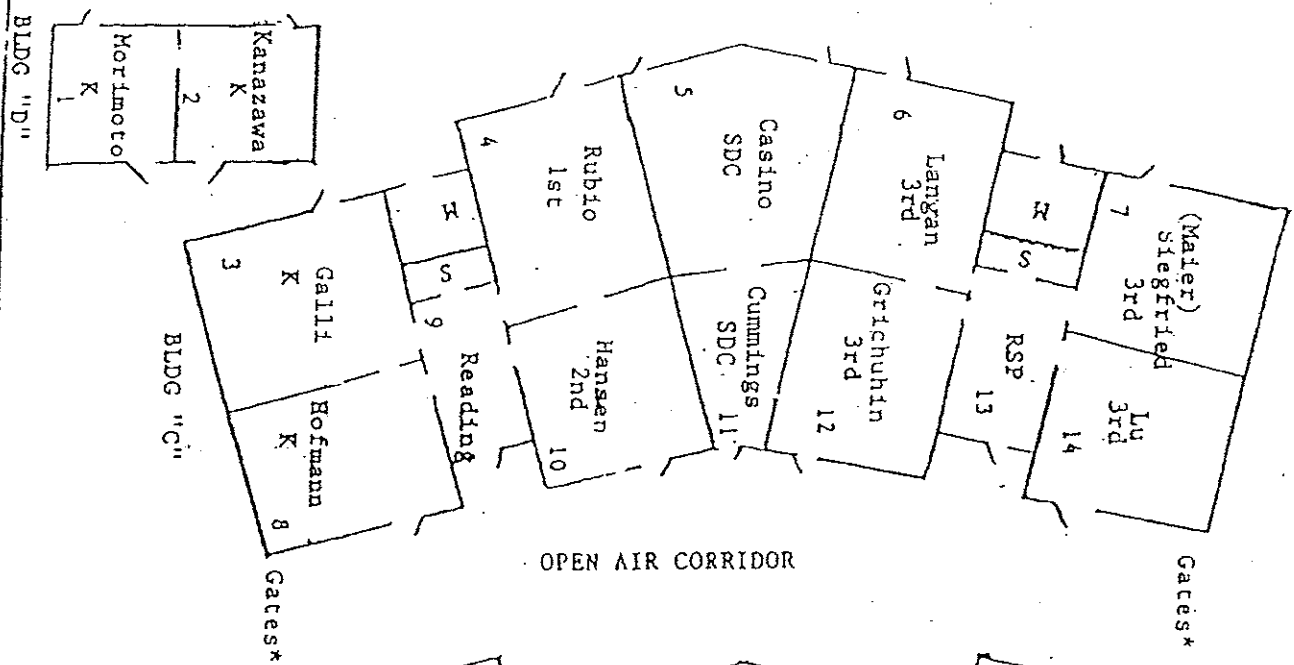 BLDG "D"
Kanazawa
K
2
Morimoto
K
1
4
Rubio
1st
5
Casino
SDC
6
Langan
3rd
7
(Maier)
Siegfried
3rd
W
S
W
S
3
Galli
K
9
Reading
Hansen
2nd
10
Cummings
SDC
11
Grichuhin
3rd
12
RSP
13
Lu
3rd
14
Hofmann
K
8
BLDG "C"
OPEN AIR CORRIDOR
Gates*
Gates*